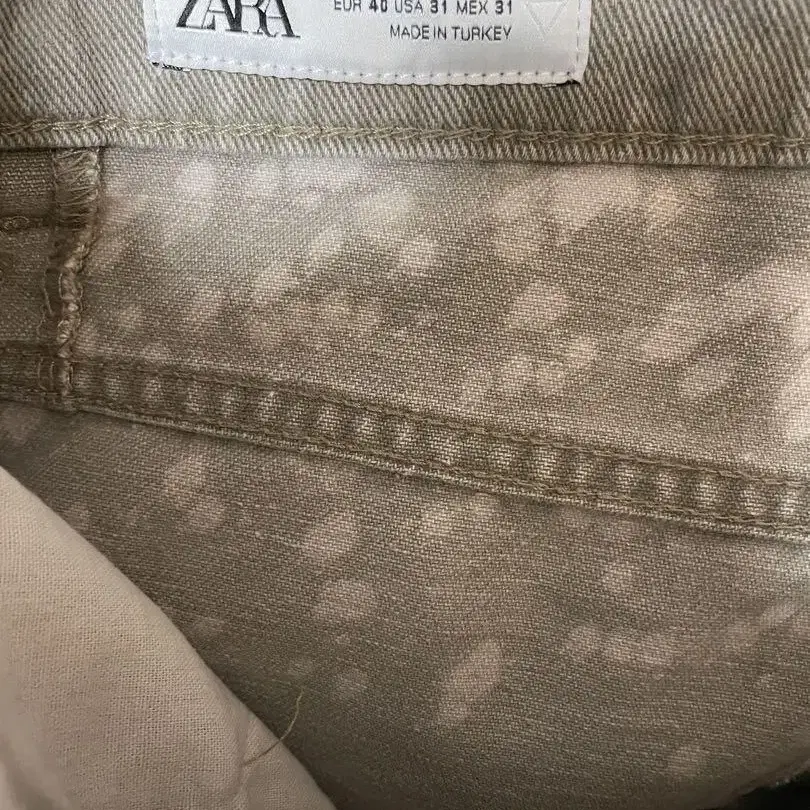 ZARA
EUR 40 USA 31 MEX 31
MADE IN TURKEY